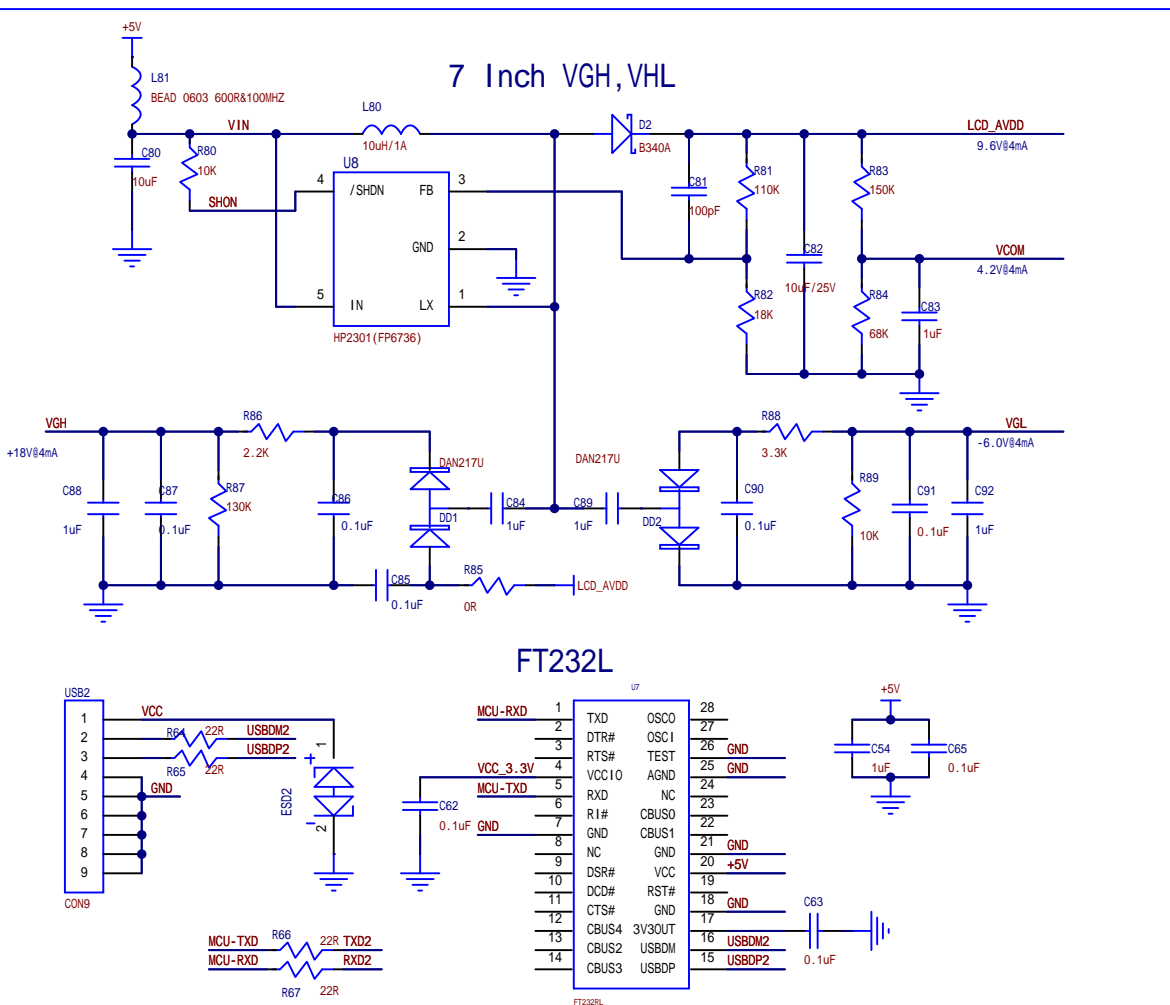 +5V
7 Inch VGH,VHL
L81
BEAD 0603 600R&100MHZ
L80
10uH/1A
VIN
D2
B340A
LCD_AVDD
9.6V@4mA
C80
10uF
R80
10K
SHON
U8
4
/SHDN
FB
3
GND
2
5
IN
LX
1
HP2301(FP6736)
C81
100pF
R81
110K
R83
150K
VCOM
4.2V@4mA
C82
10uF/25V
R82
18K
R84
68K
C83
1uF
VGH
+18V@4mA
R86
2.2K
C88
1uF
C87
0.1uF
R87
130K
C86
0.1uF
DAN217U
DD1
C84
1uF
C85
0.1uF
R85
0R
LCD_AVDD
DAN217U
C89
1uF
DD2
C90
0.1uF
R88
3.3K
VGL
-6.0V@4mA
R89
10K
C91
0.1uF
C92
1uF
FT232L
USB2
1
2
3
4
5
6
7
8
9
CON9
VCC
R64
22R
USBDM2
R65
22R
USBDP2
GND
+
1
ESD2
-
2
VCC_3.3V
C62
0.1uF
MCU-RXD
MCU-TXD
GND
U7
1 TXD OSCO 28
2 DTR# OSCI 27
3 RTS# TEST 26 GND
4 VCCIO AGND 25 GND
5 RXD NC 24
6 RI# CBUS0 23
7 GND CBUS1 22
8 NC GND 21 GND
9 DSR# VCC 20 +5V
10 DCD# RST# 19
11 CTS# GND 18 GND
12 CBUS4 3V3OUT 17
13 CBUS2 USBDM 16 USBDM2
14 CBUS3 USBDP 15 USBDP2
FT232RL
C63
0.1uF
+5V
C54
1uF
C65
0.1uF
MCU-TXD
R66
22R
TXD2
MCU-RXD
R67
22R
RXD2